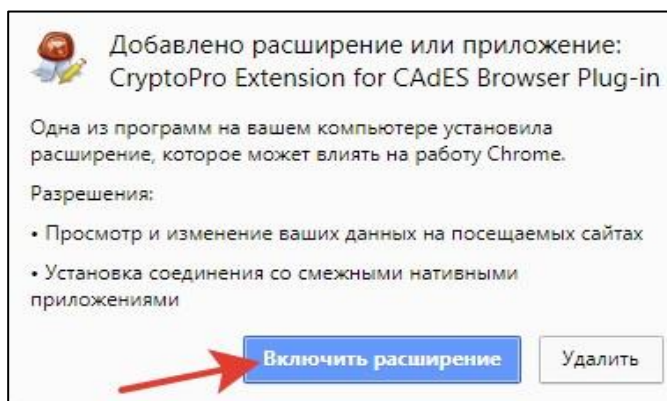 Добавлено расширение или приложение:
CryptoPro Extension for CAdES Browser Plug-in
Одна из программ на вашем компьютере установила
расширение, которое может влиять на работу Chrome.
Разрешения:
• Просмотр и изменение ваших данных на посещаемых сайтах
• Установка соединения со смежными нативными
приложениями
Включить расширение
Удалить